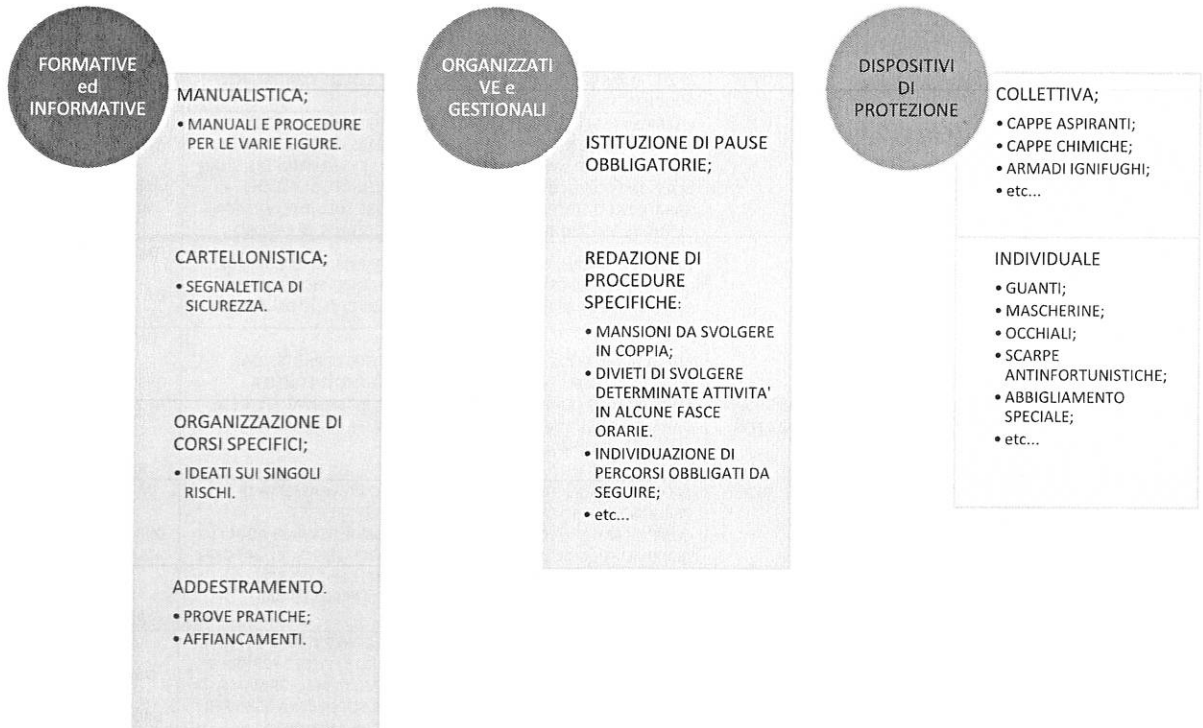 FORMATIVE
ed
INFORMATIVE
MANUALISTICA;
• MANUALI E PROCEDURE
PER LE VARIE FIGURE.
CARTELLONISTICA;
• SEGNALETICA DI
SICUREZZA.
ORGANIZZAZIONE DI
CORSI SPECIFICI;
• IDEATI SUI SINGOLI
RISCHI.
ADDESTRAMENTO.
• PROVE PRATICHE;
• AFFIANCAMENTI.
ORGANIZZATI
VE e
GESTIONALI
ISTITUZIONE DI PAUSE
OBBLIGATORIE;
REDAZIONE DI
PROCEDURE
SPECIFICHE:
• MANSIONI DA SVOLGERE
IN COPPIA;
• DIVIETI DI SVOLGERE
DETERMINATE ATTIVITA'
IN ALCUNE FASCE
ORARIE.
• INDIVIDUAZIONE DI
PERCORSI OBBLIGATI DA
SEGUIRE;
• etc...
DISPOSITIVI
DI
PROTEZIONE
COLLETTIVA;
• CAPPE ASPIRANTI;
• CAPPE CHIMICHE;
• ARMADI IGNIFUGHI;
• etc...
INDIVIDUALE
• GUANTI;
• MASCHERINE;
• OCCHIALI;
• SCARPE
ANTINFORTUNISTICHE;
• ABBIGLIAMENTO
SPECIALE;
• etc...